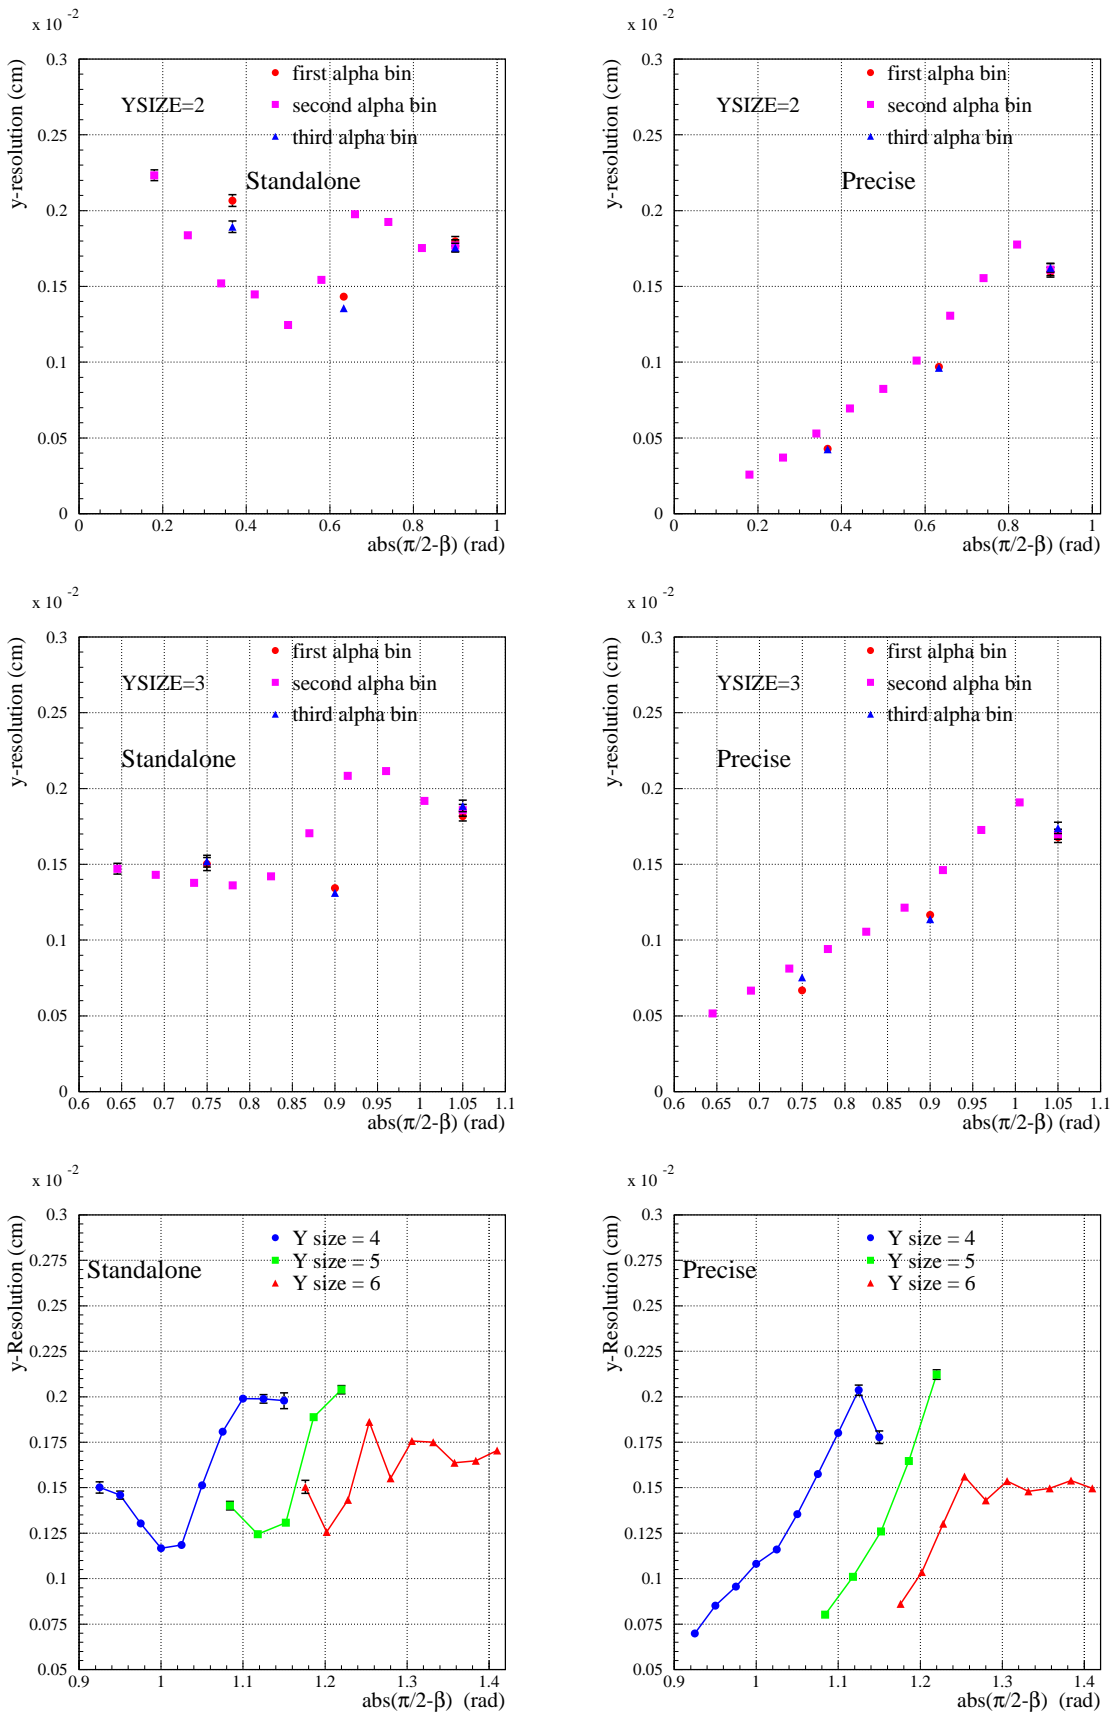 x 10 -2
y-resolution (cm)
0.3
0.25
0.2
0.15
0.1
0.05
0
first alpha bin
YSIZE=2
second alpha bin
third alpha bin
Standalone
0 0.2 0.4 0.6 0.8 1
abs(π/2-β) (rad)
x 10 -2
y-resolution (cm)
0.3
0.25
0.2
0.15
0.1
0.05
0
first alpha bin
YSIZE=2
second alpha bin
third alpha bin
Precise
0 0.2 0.4 0.6 0.8 1
abs(π/2-β) (rad)
x 10 -2
y-resolution (cm)
0.3
0.25
0.2
0.15
0.1
0.05
0
first alpha bin
YSIZE=3
second alpha bin
third alpha bin
Standalone
0.6 0.65 0.7 0.75 0.8 0.85 0.9 0.95 1 1.05 1.1
abs(π/2-β) (rad)
x 10 -2
y-resolution (cm)
0.3
0.25
0.2
0.15
0.1
0.05
0
first alpha bin
YSIZE=3
second alpha bin
third alpha bin
Precise
0.6 0.65 0.7 0.75 0.8 0.85 0.9 0.95 1 1.05 1.1
abs(π/2-β) (rad)
x 10 -2
y-Resolution (cm)
0.3
0.275
0.25
0.225
0.2
0.175
0.15
0.125
0.1
0.075
0.05
Y size = 4
Y size = 5
Standalone
Y size = 6
0.9 1 1.1 1.2 1.3 1.4
abs(π/2-β) (rad)
x 10 -2
y-Resolution (cm)
0.3
0.275
0.25
0.225
0.2
0.175
0.15
0.125
0.1
0.075
0.05
Y size = 4
Y size = 5
Precise
Y size = 6
0.9 1 1.1 1.2 1.3 1.4
abs(π/2-β) (rad)